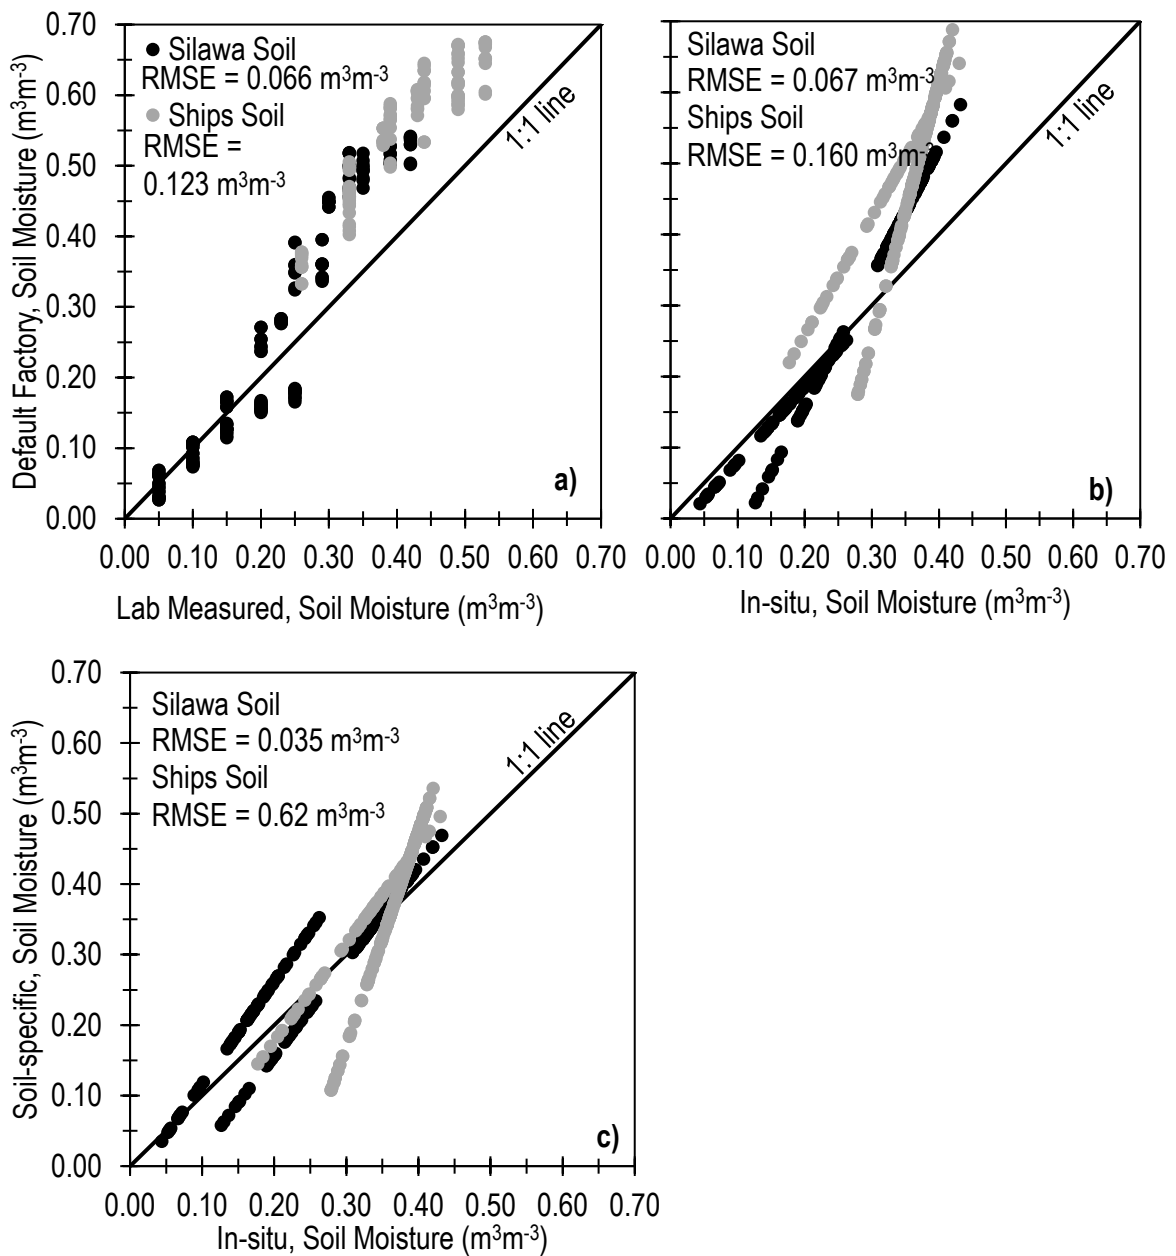 0.70
0.60
0.50
0.40
0.30
0.20
0.10
0.00
Default Factory, Soil Moisture (m³m⁻³)
Silawa Soil
RMSE = 0.066 m³m⁻³
Ships Soil
RMSE =
0.123 m³m⁻³
1:1 line
a)
0.00 0.10 0.20 0.30 0.40 0.50 0.60 0.70
Lab Measured, Soil Moisture (m³m⁻³)
Silawa Soil
RMSE = 0.067 m³m⁻³
Ships Soil
RMSE = 0.160 m³m⁻³
1:1 line
b)
0.00 0.10 0.20 0.30 0.40 0.50 0.60 0.70
In-situ, Soil Moisture (m³m⁻³)
0.70
0.60
0.50
0.40
0.30
0.20
0.10
0.00
Soil-specific, Soil Moisture (m³m⁻³)
Silawa Soil
RMSE = 0.035 m³m⁻³
Ships Soil
RMSE = 0.62 m³m⁻³
1:1 line
c)
0.00 0.10 0.20 0.30 0.40 0.50 0.60 0.70
In-situ, Soil Moisture (m³m⁻³)